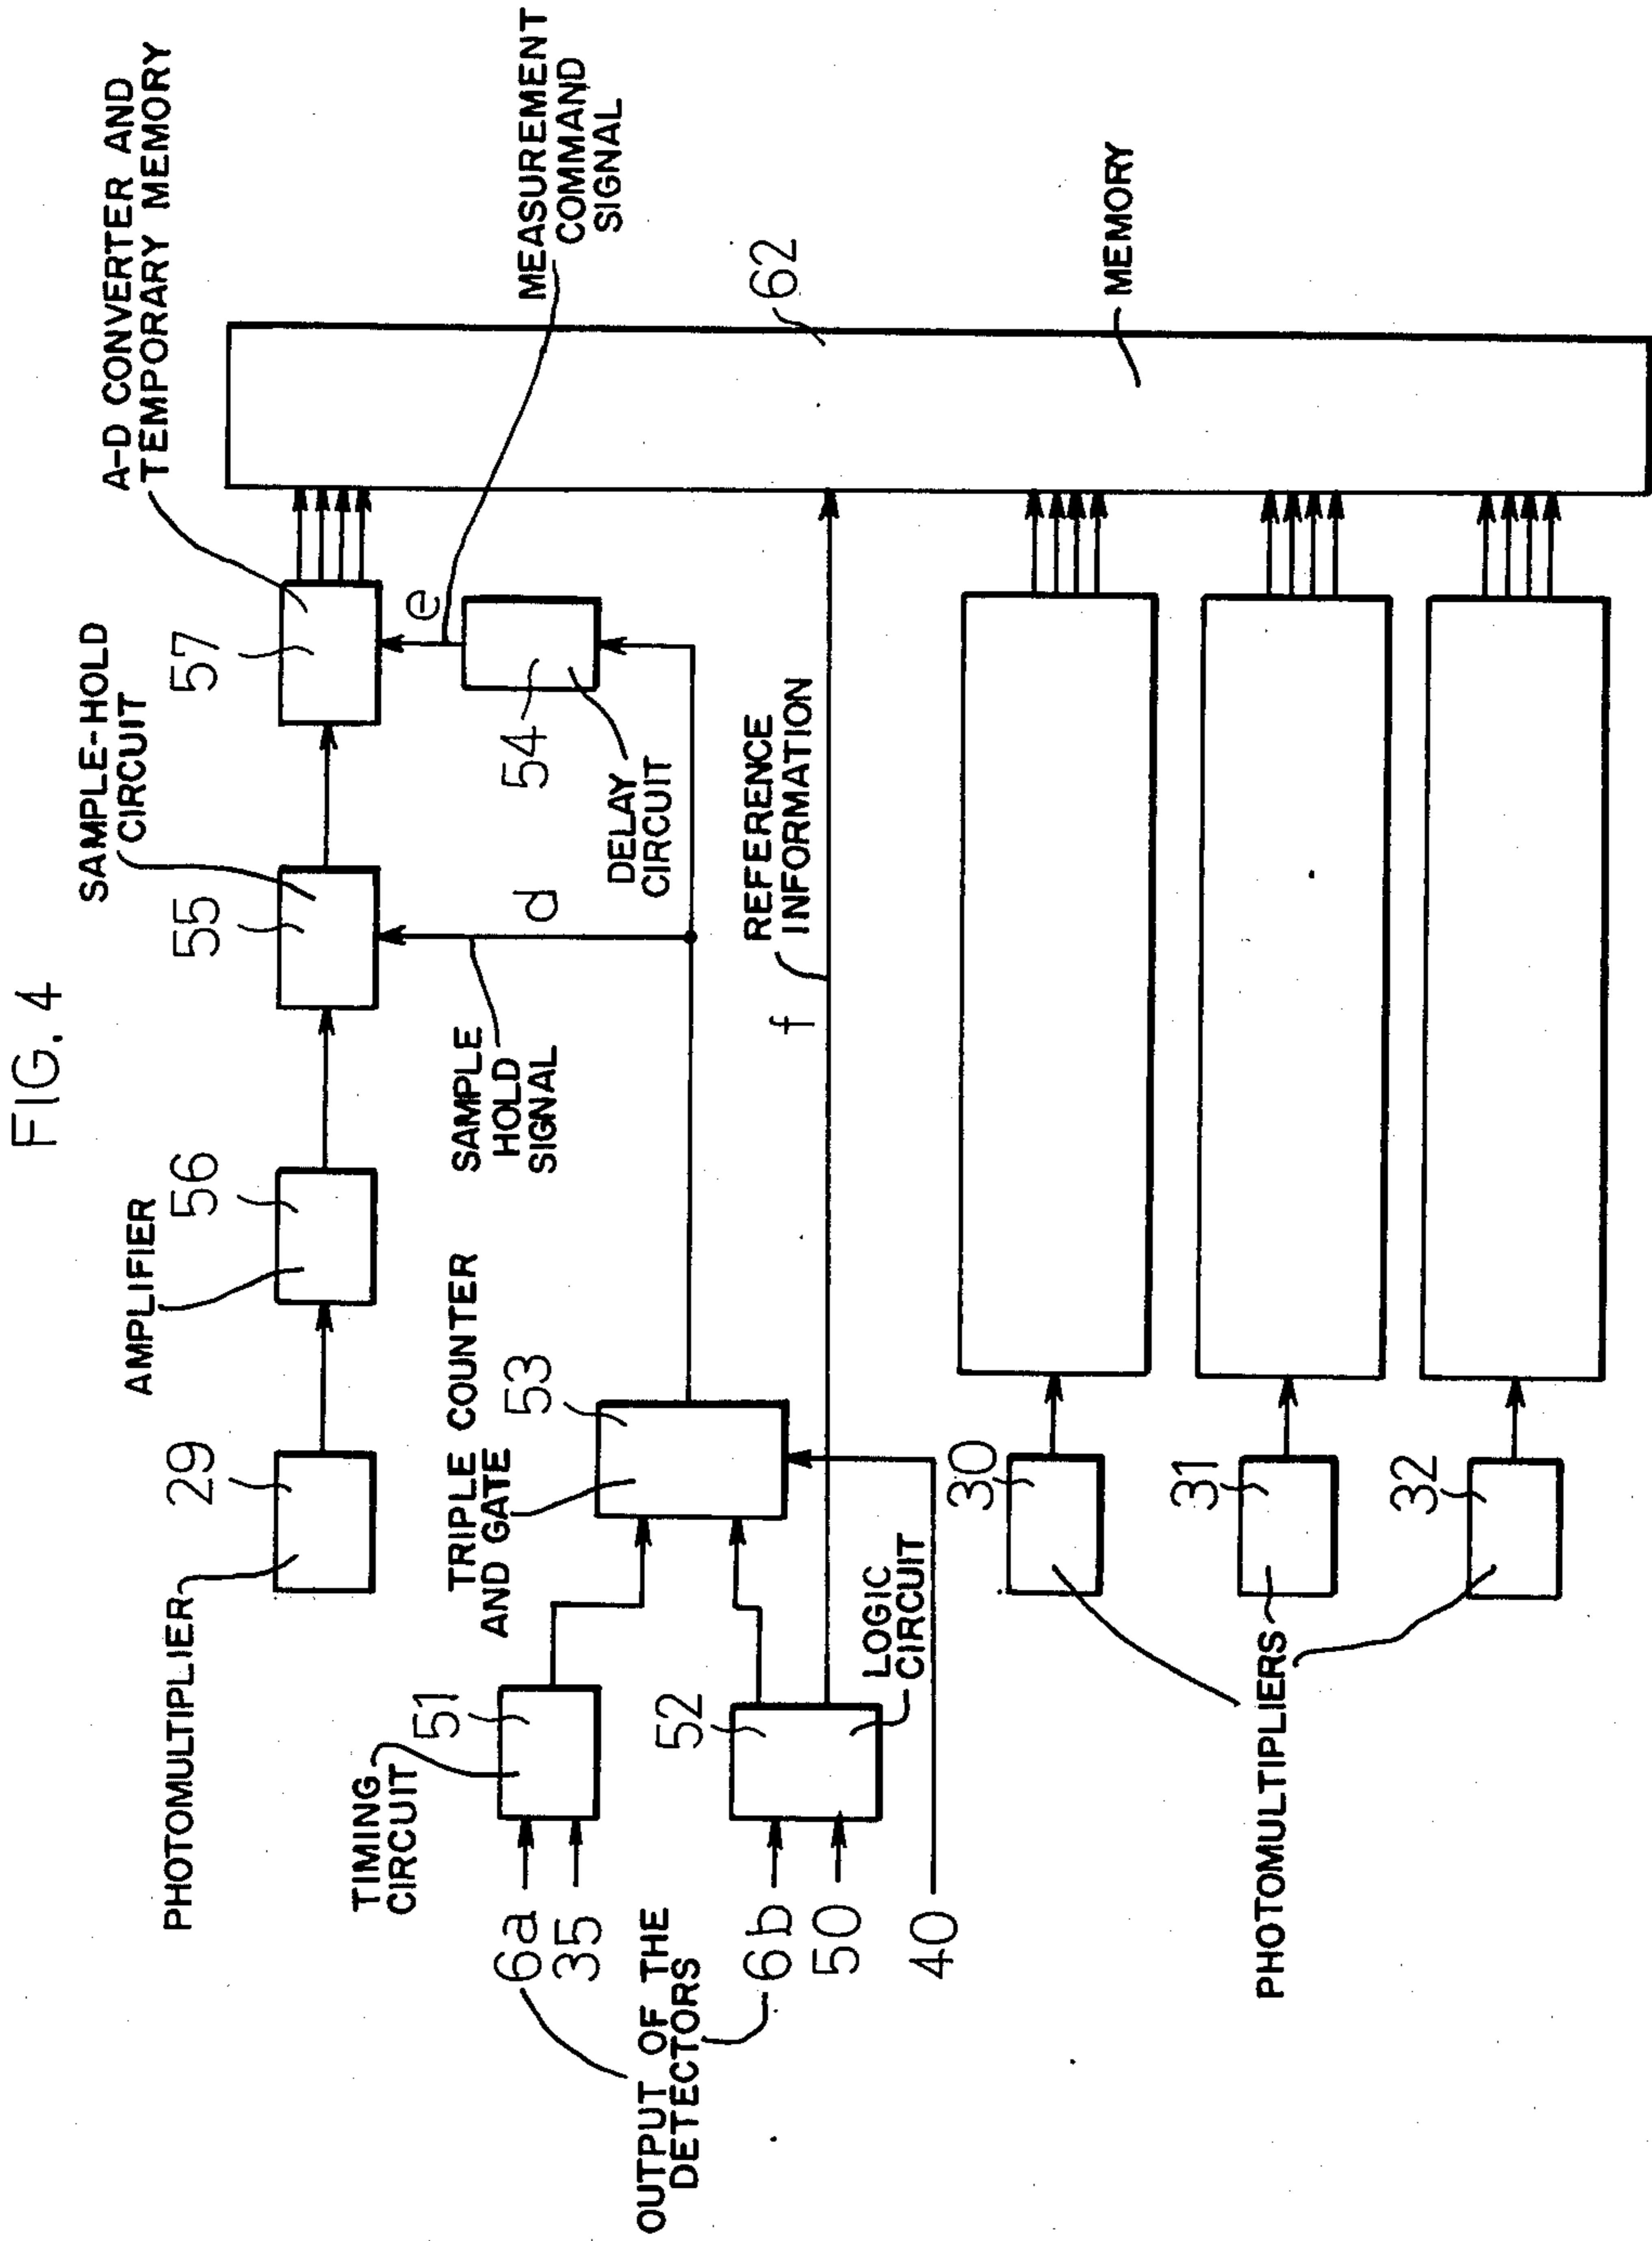 FIG. 4
A-D CONVERTER AND
TEMPORARY MEMORY
SAMPLE-HOLD
CIRCUIT
AMPLIFIER
PHOTOMULTIPLIER
29
56
55
57
MEASUREMENT
COMMAND
SIGNAL
e
54
DELAY
CIRCUIT
d
SAMPLE
HOLD
SIGNAL
TRIPLE COUNTER
AND GATE
53
TIMING
CIRCUIT
51
6a
35
OUTPUT OF THE
DETECTORS
6b
50
52
LOGIC
CIRCUIT
40
f
REFERENCE
INFORMATION
62
MEMORY
30
31
32
PHOTOMULTIPLIERS